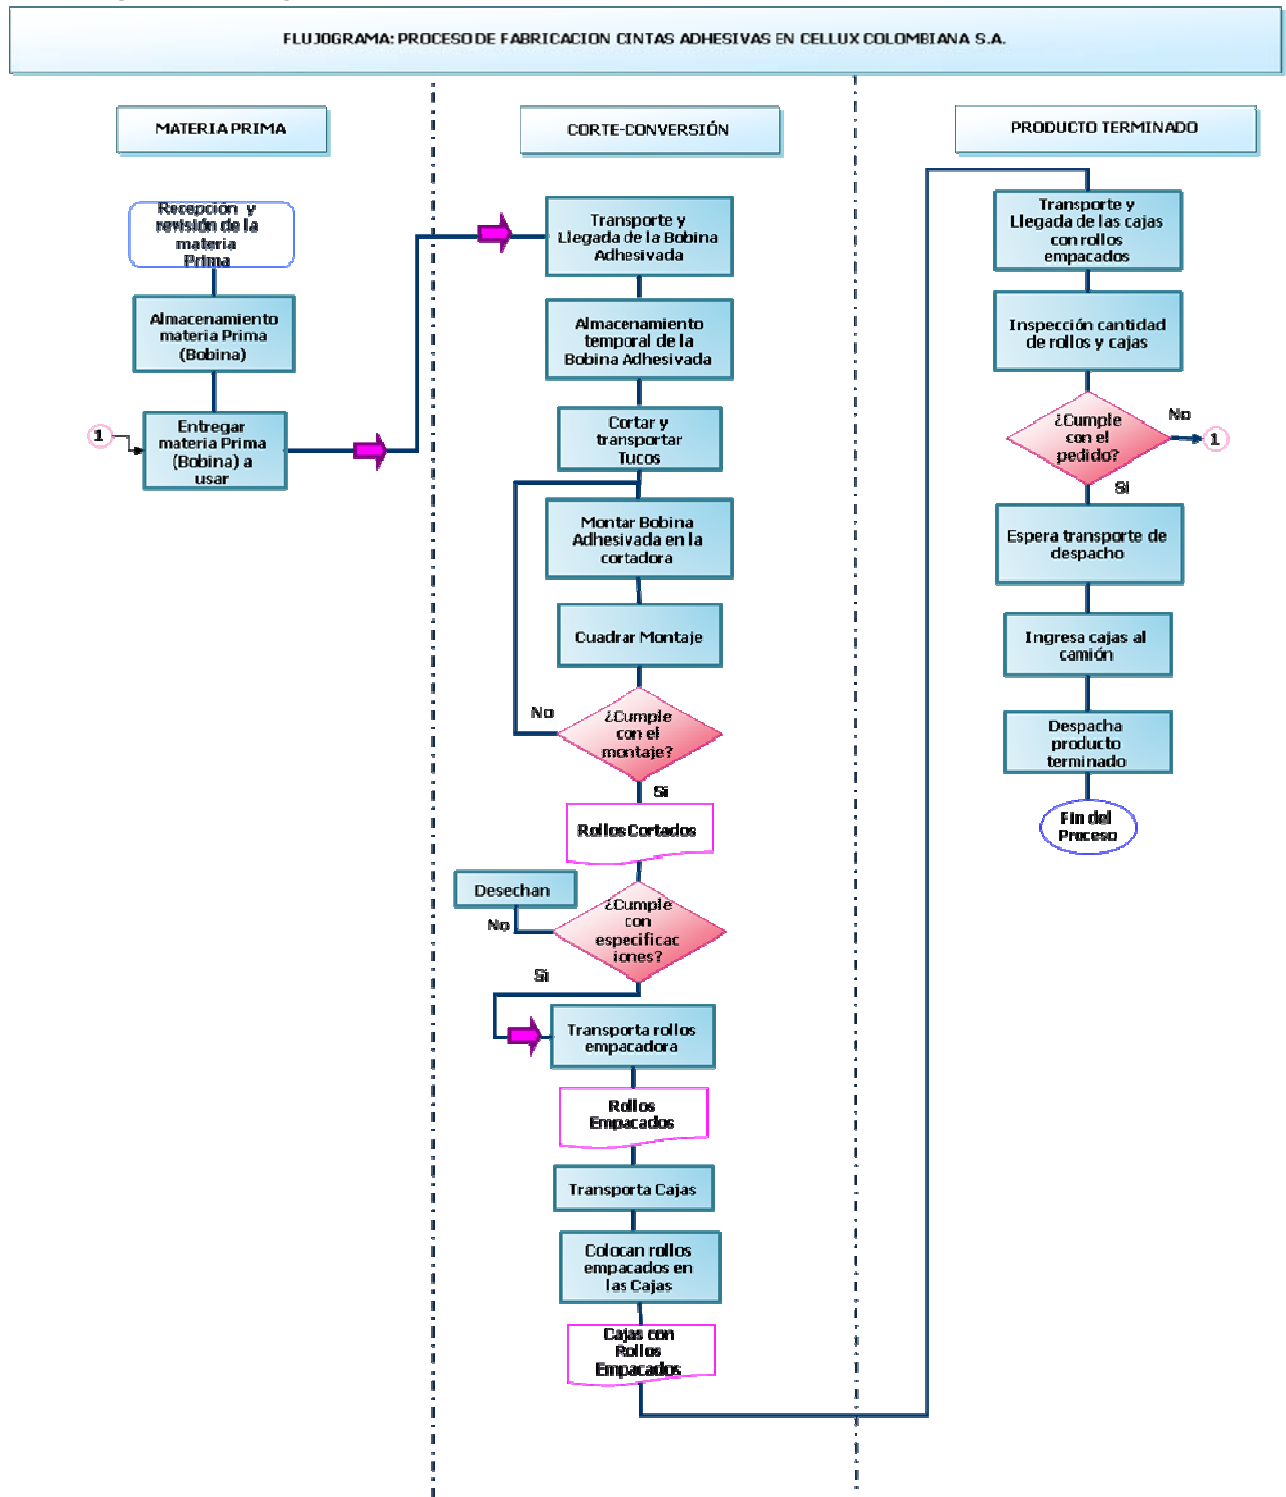 FLUJOGRAMA: PROCESO DE FABRICACION CINTAS ADHESIVAS EN CELLUX COLOMBIANA S.A.
MATERIA PRIMA
Recepción y
revisión de la
materia
Prima
Almacenamiento
materia Prima
(Bobina)
1
Entregar
materia Prima
(Bobina) a
usar
CORTE-CONVERSIÓN
Transporte y
Llegada de la Bobina
Adhesivada
Almacenamiento
temporal de la
Bobina Adhesivada
Cortar y
transportar
Tucos
Montar Bobina
Adhesivada en la
cortadora
Cuadrar Montaje
¿Cumple
con el
montaje?
No
Si
Rollos Cortados
Desechan
¿Cumple
con
especificac
iones?
No
Si
Transporta rollos
empacadora
Rollos
Empacados
Transporta Cajas
Colocan rollos
empacados en
las Cajas
Cajas con
Rollos
Empacados
PRODUCTO TERMINADO
Transporte y
Llegada de las cajas
con rollos
empacados
Inspección cantidad
de rollos y cajas
¿Cumple
con el
pedido?
No
1
Si
Espera transporte de
despacho
Ingresa cajas al
camión
Despacha
producto
terminado
Fin del
Proceso